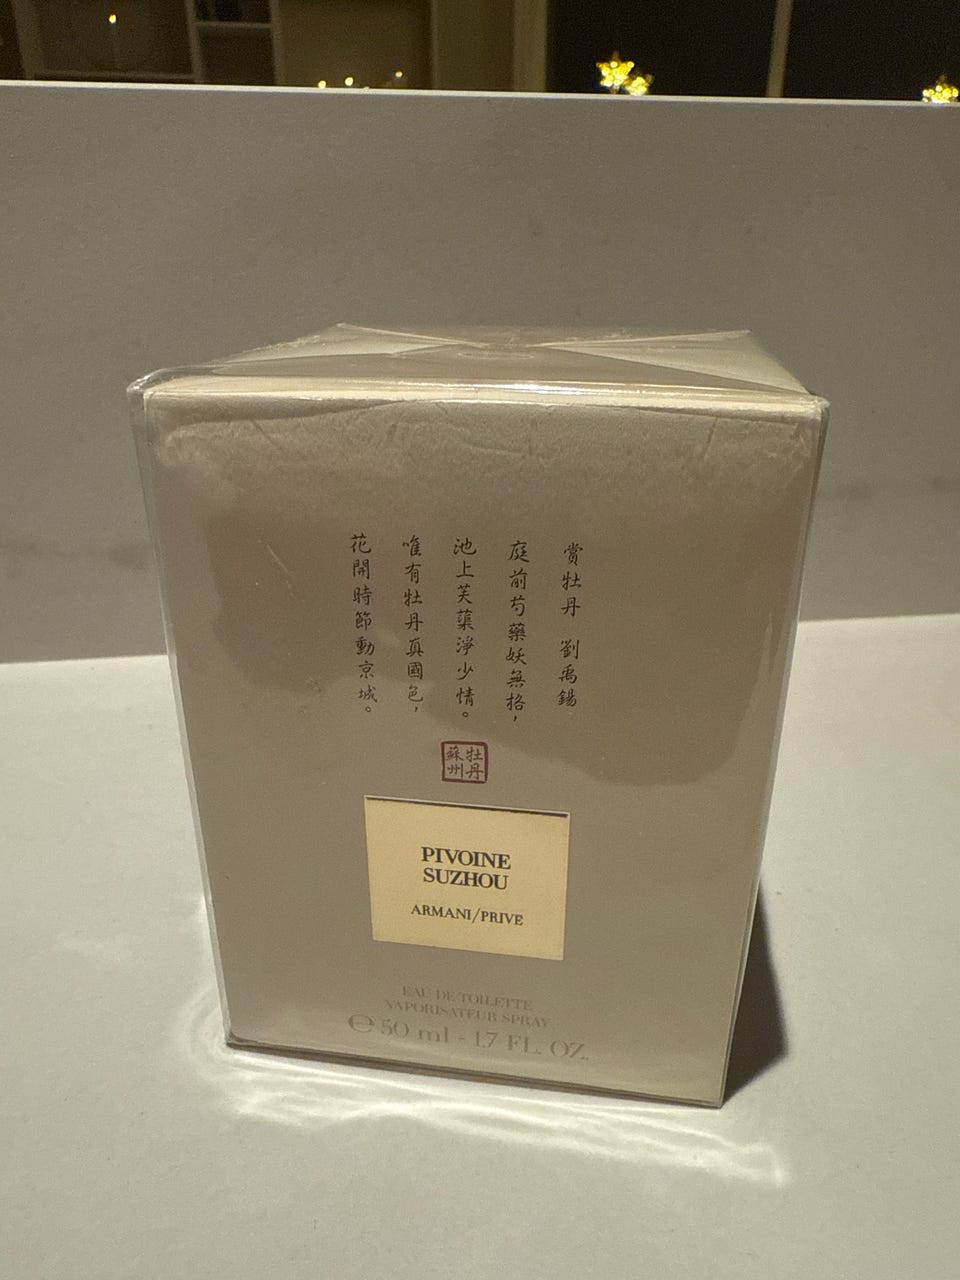 賞牡丹 劉禹錫
庭前芍藥妖無格，
池上芙蕖淨少情。
唯有牡丹真國色，
花開時節動京城。
牡丹
蘇州
PIVOINE
SUZHOU
ARMANI/PRIVE
EAU DE TOILETTE
VAPORISATEUR SPRAY
℮ 50 ml - 1.7 FL. OZ.